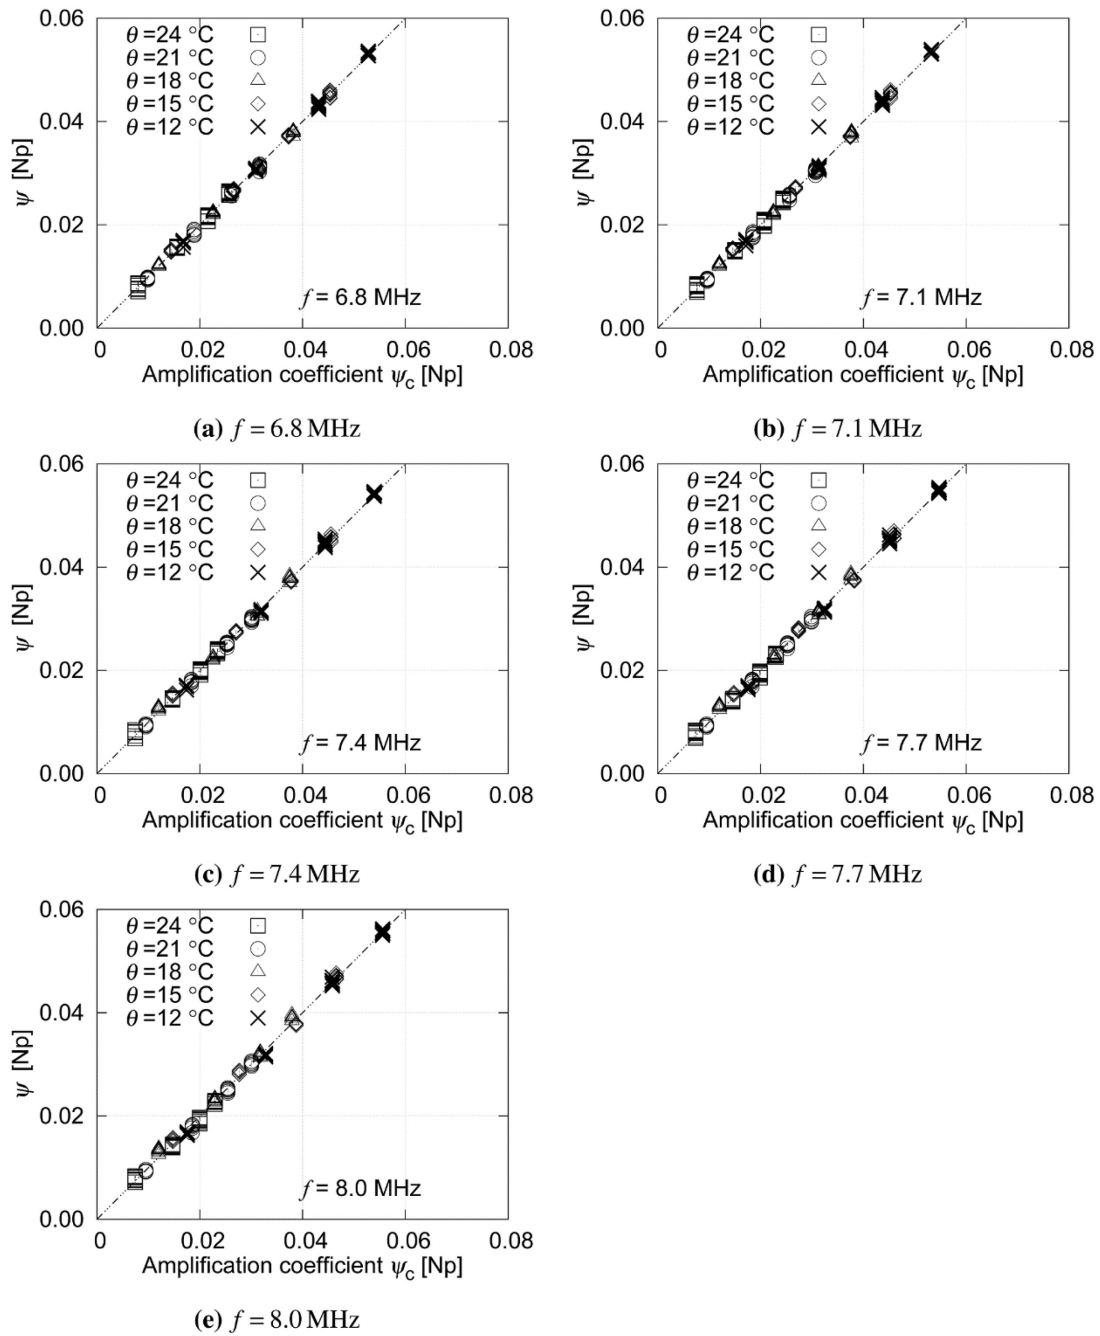 0.06
0.04
0.02
0.00
ψ [Np]
θ=24 °C
θ=21 °C
θ=18 °C
θ=15 °C
θ=12 °C
f = 6.8 MHz
0 0.02 0.04 0.06 0.08
Amplification coefficient ψc [Np]
(a) f = 6.8 MHz
0.06
0.04
0.02
0.00
ψ [Np]
θ=24 °C
θ=21 °C
θ=18 °C
θ=15 °C
θ=12 °C
f = 7.1 MHz
0 0.02 0.04 0.06 0.08
Amplification coefficient ψc [Np]
(b) f = 7.1 MHz
0.06
0.04
0.02
0.00
ψ [Np]
θ=24 °C
θ=21 °C
θ=18 °C
θ=15 °C
θ=12 °C
f = 7.4 MHz
0 0.02 0.04 0.06 0.08
Amplification coefficient ψc [Np]
(c) f = 7.4 MHz
0.06
0.04
0.02
0.00
ψ [Np]
θ=24 °C
θ=21 °C
θ=18 °C
θ=15 °C
θ=12 °C
f = 7.7 MHz
0 0.02 0.04 0.06 0.08
Amplification coefficient ψc [Np]
(d) f = 7.7 MHz
0.06
0.04
0.02
0.00
ψ [Np]
θ=24 °C
θ=21 °C
θ=18 °C
θ=15 °C
θ=12 °C
f = 8.0 MHz
0 0.02 0.04 0.06 0.08
Amplification coefficient ψc [Np]
(e) f = 8.0 MHz